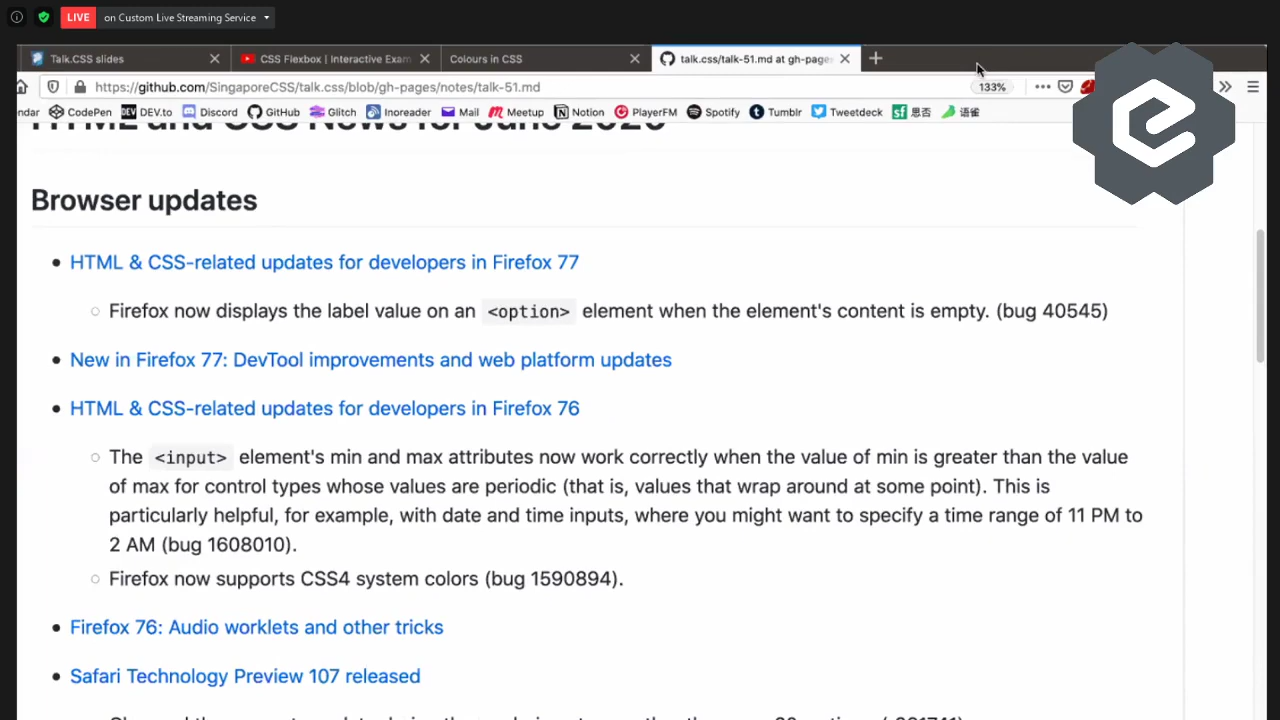 LIVE on Custom Live Streaming Service
Talk.CSS slides
CSS Flexbox | Interactive Exam
Colours in CSS
talk.css/talk-51.md at gh-pages
https://github.com/SingaporeCSS/talk.css/blob/gh-pages/notes/talk-51.md
133%
ndar CodePen DEV.to Discord GitHub Glitch Inoreader Mail Meetup Notion PlayerFM Spotify Tumblr Tweetdeck 思否 语雀
HTML and CSS News for June 2020
Browser updates
HTML & CSS-related updates for developers in Firefox 77
Firefox now displays the label value on an <option> element when the element's content is empty. (bug 40545)
New in Firefox 77: DevTool improvements and web platform updates
HTML & CSS-related updates for developers in Firefox 76
The <input> element's min and max attributes now work correctly when the value of min is greater than the value
of max for control types whose values are periodic (that is, values that wrap around at some point). This is
particularly helpful, for example, with date and time inputs, where you might want to specify a time range of 11 PM to
2 AM (bug 1608010).
Firefox now supports CSS4 system colors (bug 1590894).
Firefox 76: Audio worklets and other tricks
Safari Technology Preview 107 released